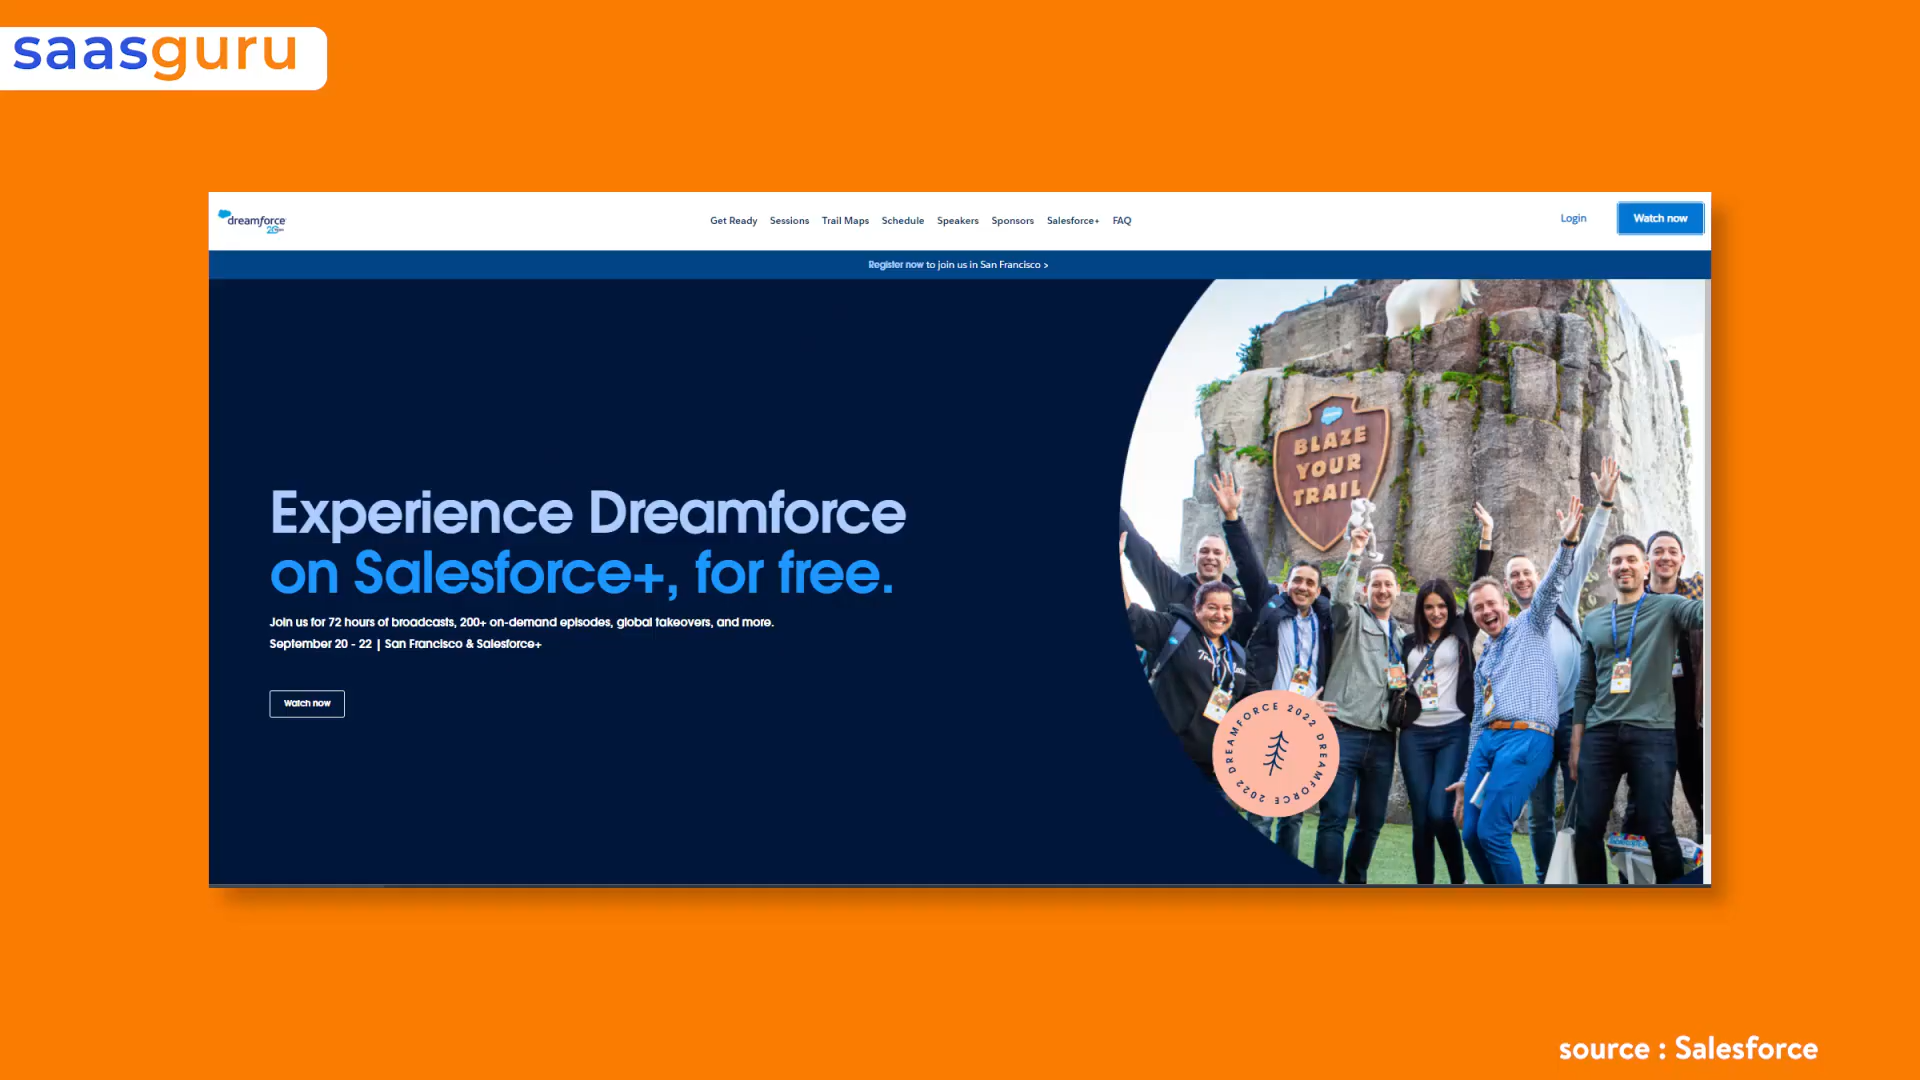 saasguru
dreamforce
Get Ready Sessions Trail Maps Schedule Speakers Sponsors Salesforce+ FAQ
Login
Watch now
Register now to join us in San Francisco >
BLAZE
YOUR
TRAIL
Experience Dreamforce
on Salesforce+, for free.
Join us for 72 hours of broadcasts, 200+ on-demand episodes, global takeovers, and more.
September 20 - 22 | San Francisco & Salesforce+
Watch now
DREAMFORCE 2022 DREAMFORCE 2022
source : Salesforce